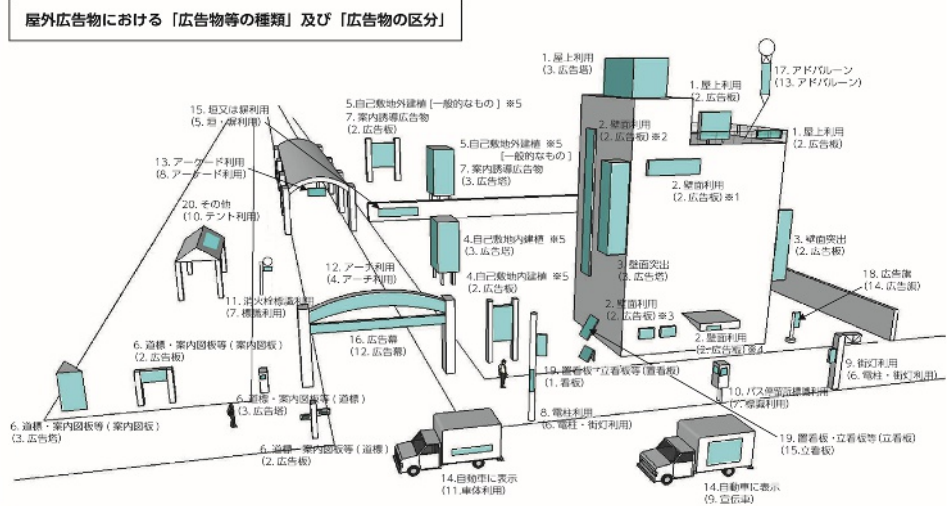 屋外広告物における「広告物等の種類」及び「広告物の区分」
1. 屋上利用
(3. 広告塔)
17. アドバルーン
(13. アドバルーン)
1. 屋上利用
(2. 広告板)
1. 屋上利用
(2. 広告板)
15. 垣又は塀利用
(5. 垣・塀利用)
5.自己敷地外建植 [一般的なもの] ※5
7. 案内誘導広告物
(2. 広告板)
2. 壁面利用
(2. 広告板)※2
5.自己敷地外建植 ※5
[一般的なもの]
7. 案内誘導広告物
(3. 広告塔)
13. アーケード利用
(8. アーケード利用)
2. 壁面利用
(2. 広告板)※1
20. その他
(10. テント利用)
4.自己敷地内建植 ※5
(3. 広告塔)
3. 壁面突出
(2. 広告板)
3. 壁面突出
(3. 広告塔)
12. アーチ利用
(4. アーチ利用)
4.自己敷地内建植 ※5
(2. 広告板)
18. 広告旗
(14. 広告旗)
11. 消火栓標識利用
(7. 標識利用)
2. 壁面利用
(2. 広告板)※3
16. 広告幕
(12. 広告幕)
2. 壁面利用
(2. 広告板)※4
6. 道標・案内図板等 ( 案内図板)
(2. 広告板)
19. 置看板・立看板等(置看板)
(1. 看板)
9. 街灯利用
(6. 電柱・街灯利用)
10. バス停留所標識利用
(7. 標識利用)
6. 道標・案内図板等 ( 道標)
(3. 広告塔)
8. 電柱利用
(6. 電柱・街灯利用)
6. 道標・案内図板等 ( 案内図板)
(3. 広告塔)
19. 置看板・立看板等(立看板)
(15.立看板)
6. 道標・案内図板等 ( 道標)
(2. 広告板)
14.自動車に表示
(11.車体利用)
14.自動車に表示
(9. 宣伝車)